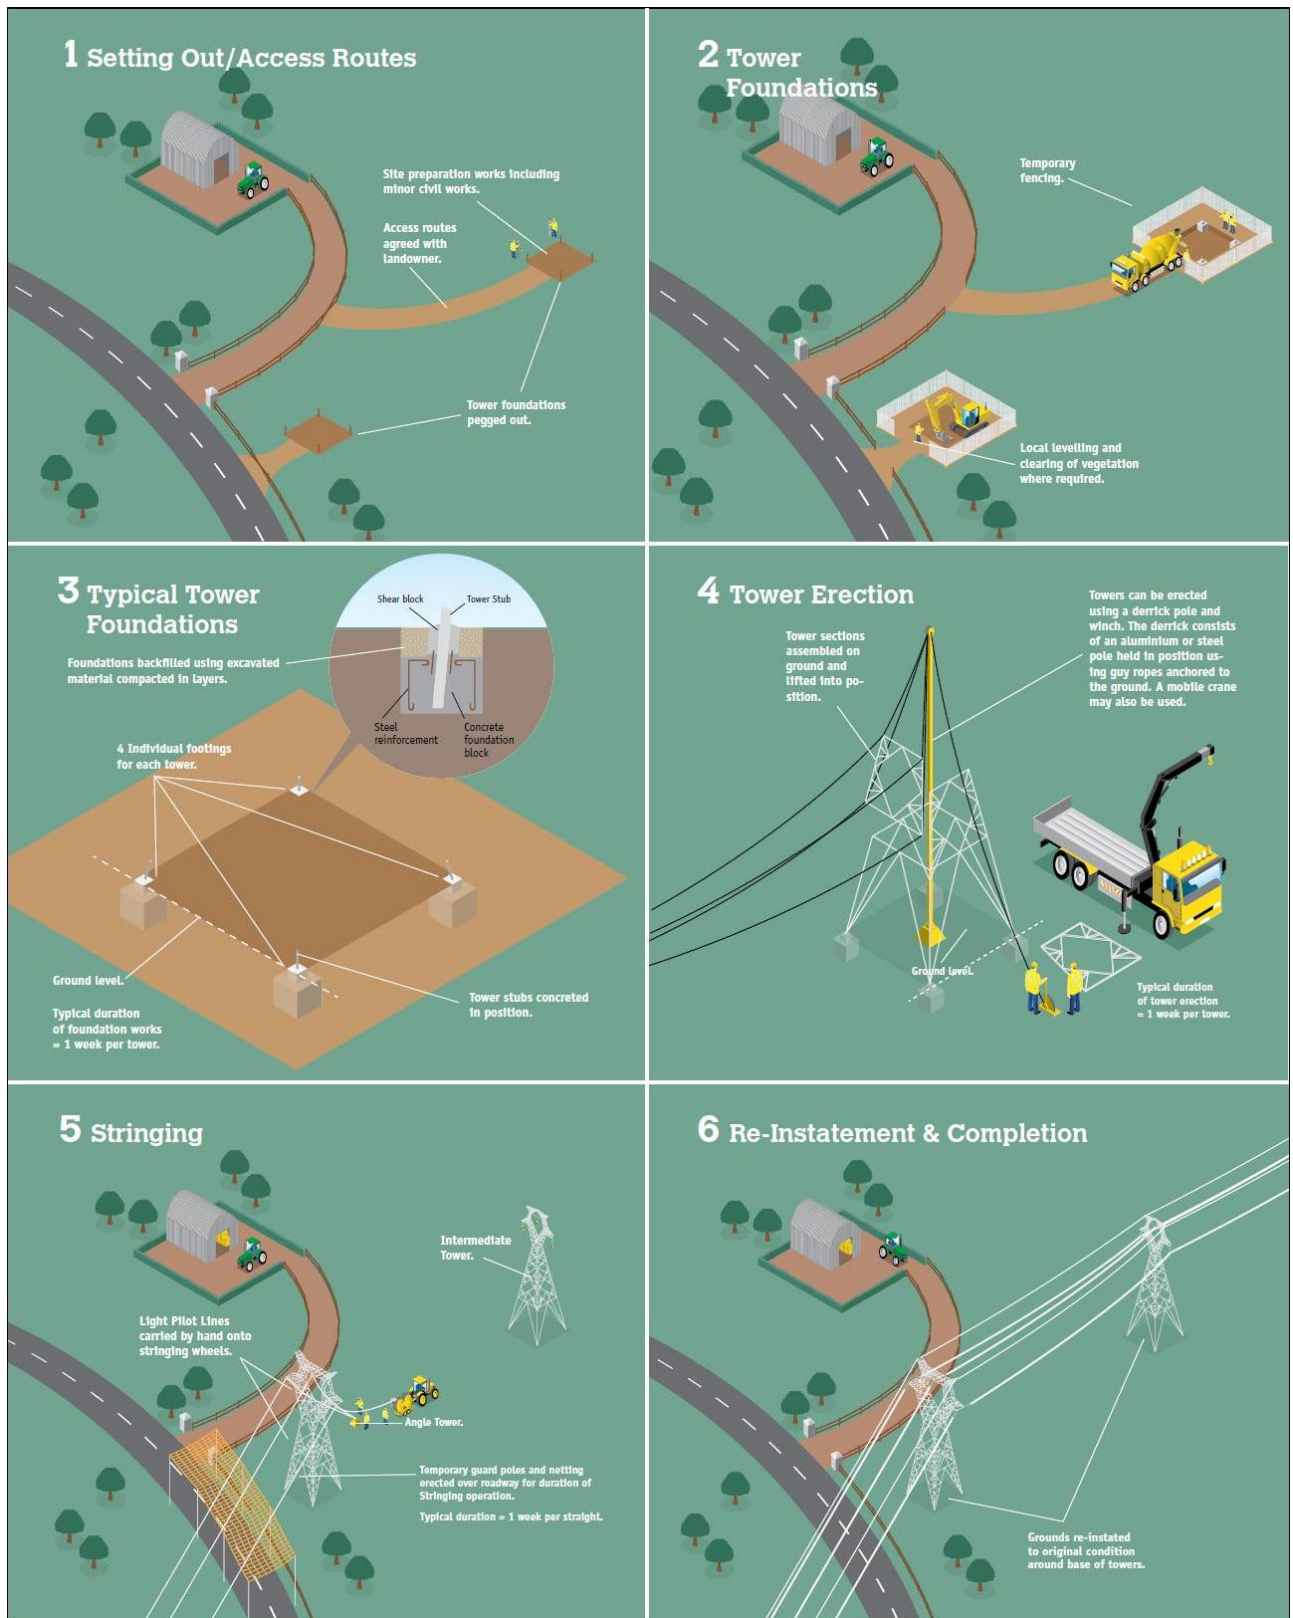 1 Setting Out/Access Routes
Site preparation works including
minor civil works.
Access routes
agreed with
landowner.
Tower foundations
pegged out.
2 Tower
Foundations
Temporary
fencing.
Local levelling and
clearing of vegetation
where required.
3 Typical Tower
Foundations
Foundations backfilled using excavated
material compacted in layers.
Shear block
Tower Stub
Steel
reinforcement
Concrete
foundation
block
4 Individual footings
for each tower.
Ground level.
Typical duration
of foundation works
= 1 week per tower.
Tower stubs concreted
in position.
4 Tower Erection
Tower sections
assembled on
ground and
lifted into po-
sition.
Towers can be erected
using a derrick pole and
winch. The derrick consists
of an aluminium or steel
pole held in position us-
ing guy ropes anchored to
the ground. A mobile crane
may also be used.
Ground level.
Typical duration
of tower erection
= 1 week per tower.
5 Stringing
Intermediate
Tower.
Light Pilot Lines
carried by hand onto
stringing wheels.
Angle Tower.
Temporary guard poles and netting
erected over roadway for duration of
Stringing operation.
Typical duration = 1 week per straight.
6 Re-Instatement & Completion
Grounds re-instated
to original condition
around base of towers.